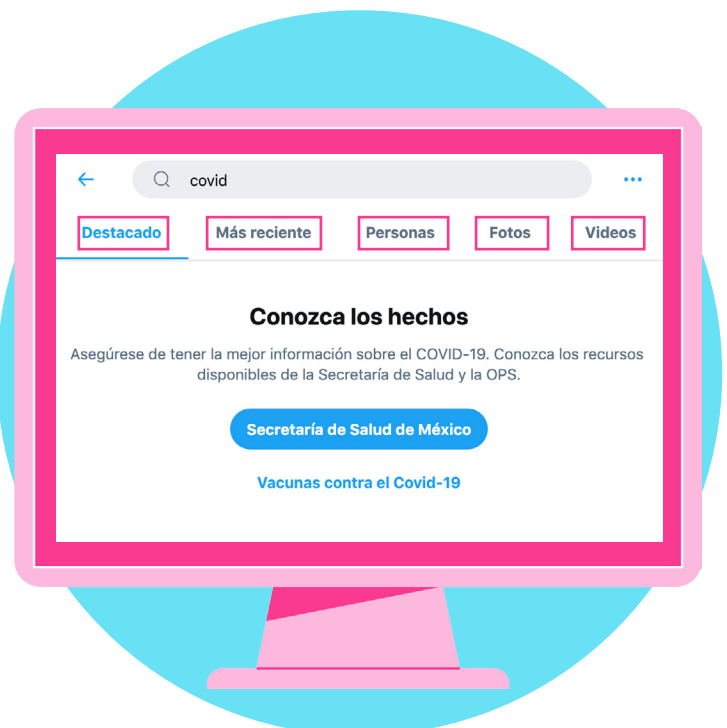 covid
Destacado Más reciente Personas Fotos Videos
Conozca los hechos
Asegúrese de tener la mejor información sobre el COVID-19. Conozca los recursos
disponibles de la Secretaría de Salud y la OPS.
Secretaría de Salud de México
Vacunas contra el Covid-19